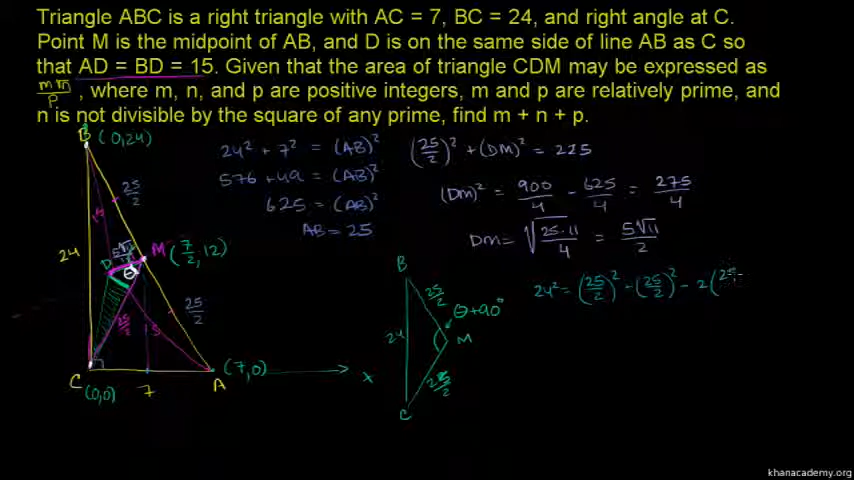 Triangle ABC is a right triangle with AC = 7, BC = 24, and right angle at C.
Point M is the midpoint of AB, and D is on the same side of line AB as C so
that AD = BD = 15. Given that the area of triangle CDM may be expressed as
m√n/p, where m, n, and p are positive integers, m and p are relatively prime, and
n is not divisible by the square of any prime, find m + n + p.
B (0,24)
24² + 7² = (AB)²
(25/2)² + (DM)² = 225
576 + 49 = (AB)²
(DM)² = 900/4 - 625/4 = 275/4
625 = (AB)²
AB = 25
DM = √(25·11/4) = 5√11/2
25/2
15
24
5√11/2
M (7/2, 12)
D
θ
25/2
25/2
15
C
(0,0)
7
A
(7,0)
x
B
25/2
θ+90°
24
M
25/2
C
24² = (25/2)² - (25/2)² - 2(25
khanacademy.org